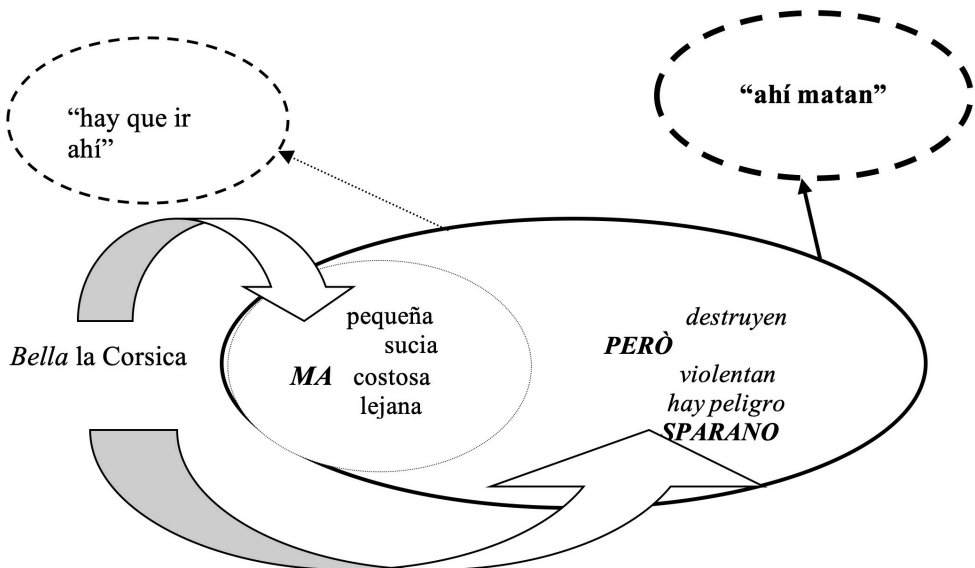 “hay que ir
ahí”
“ahí matan”
Bella la Corsica
MA
pequeña
sucia
costosa
lejana
PERÒ
destruyen
violentan
hay peligro
SPARANO